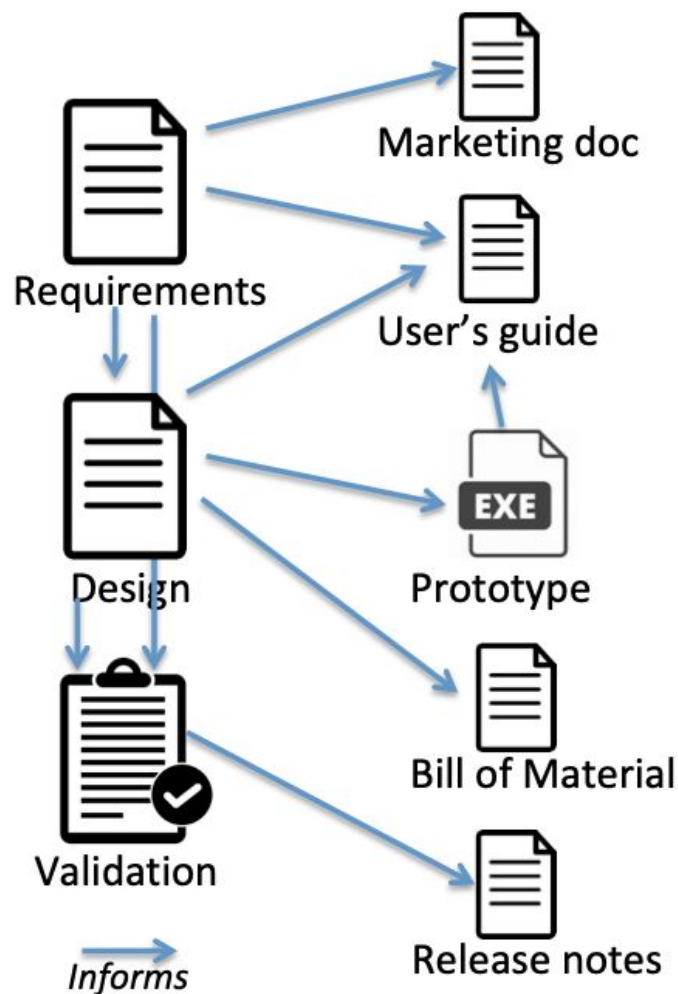 Marketing doc
Requirements
User's guide
EXE
Design
Prototype
Bill of Material
Validation
Release notes
Informs